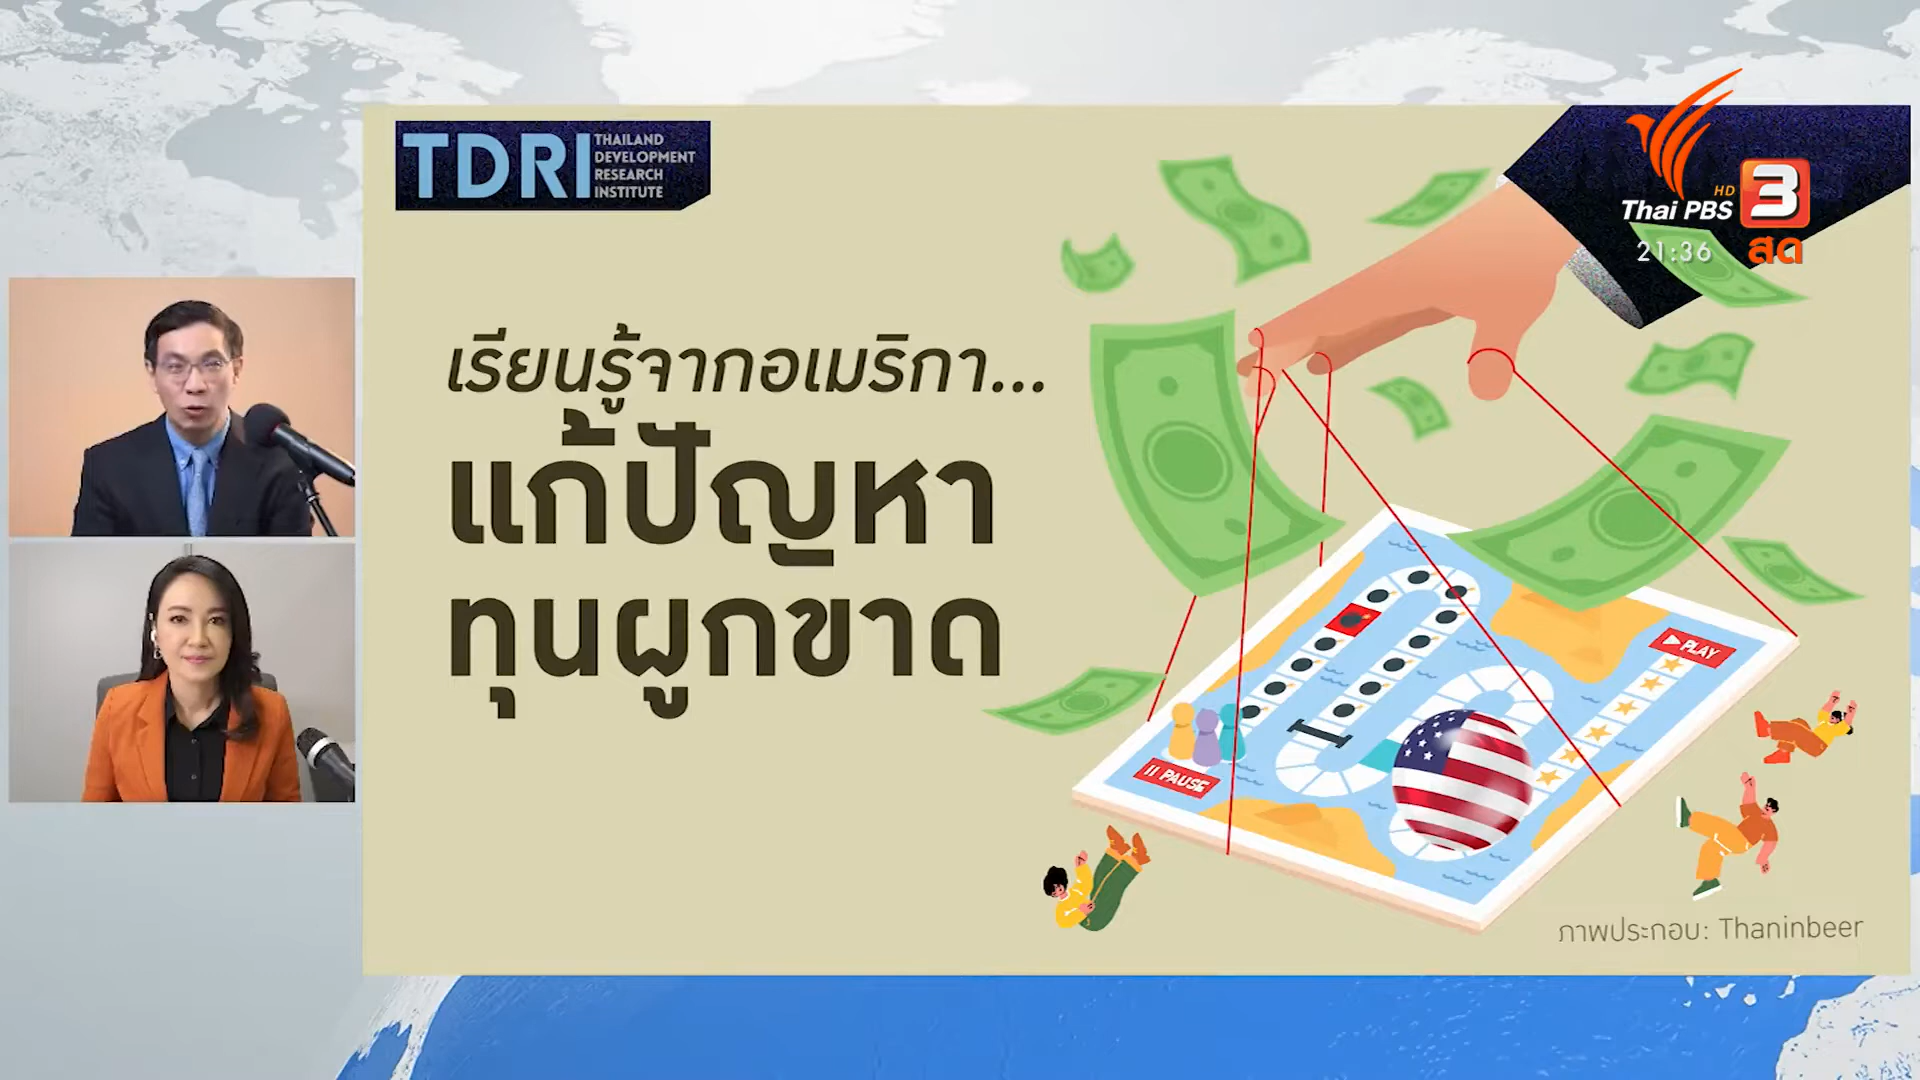 TDRI
THAILAND
DEVELOPMENT
RESEARCH
INSTITUTE
HD
Thai PBS
3
21:36
สด
เรียนรู้จากอเมริกา...
แก้ปัญหา
ทุนผูกขาด
PLAY
PAUSE
ภาพประกอบ: Thaninbeer